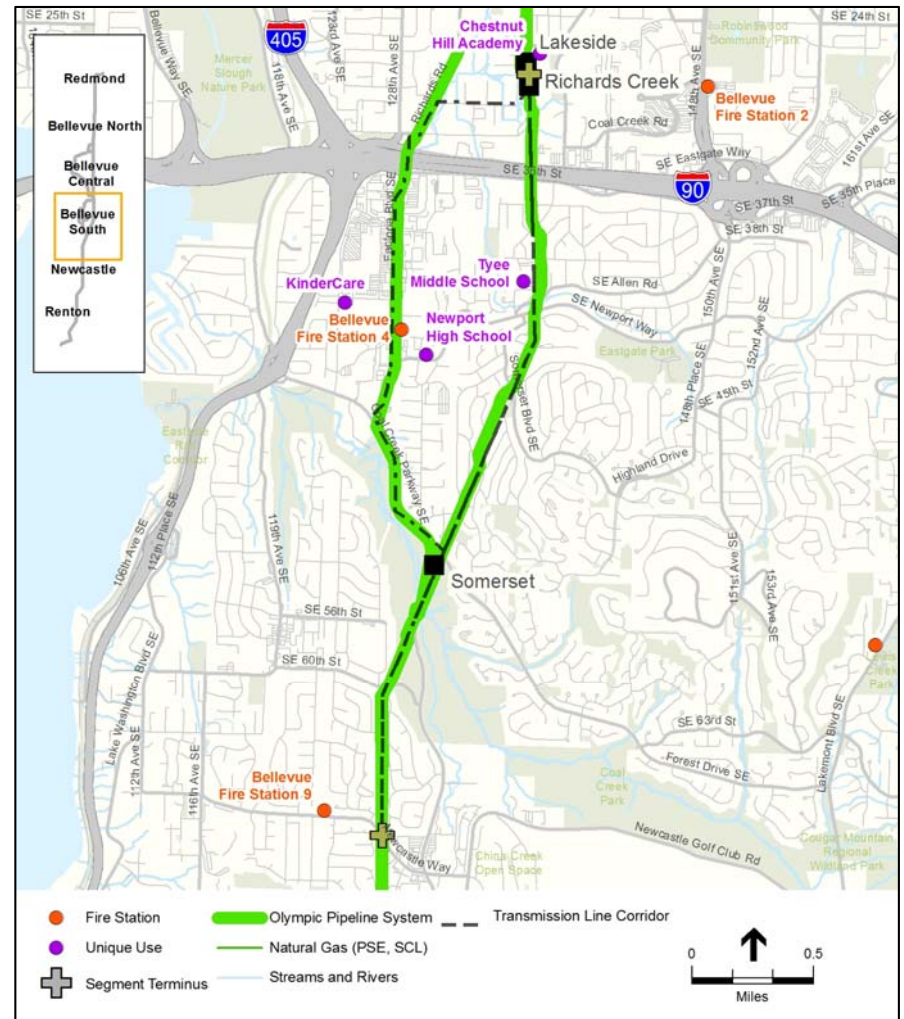 SE 25th St
Bellevue Way SE
405
118th Ave SE
123rd Ave SE
128th Ave SE
Mercer
Slough
Nature Park
Richards Rd
Chestnut
Hill Academy
Lakeside
Richards Creek
Robinswood
Community Park
SE 24th St
148th Ave SE
Bellevue
Fire Station 2
Coal Creek Rd
161st Ave SE
SE Eastgate Way
SE 35th Place
90
SE 37th St
SE 38th St
Redmond
Bellevue North
Bellevue
Central
Bellevue
South
Newcastle
Renton
Factoria Blvd SE
KinderCare
Tyee
Middle School
SE Allen Rd
SE Newport Way
Bellevue
Fire Station 4
Newport
High School
Eastgate Park
150th Ave SE
152nd Ave SE
148th Place SE
SE 45th St
Somerset Blvd SE
Highland Drive
Coal Creek Parkway SE
119th Ave SE
106th Ave SE
112th Place SE
Somerset
151st Ave SE
153rd Ave SE
SE 56th St
SE 60th St
Creek
Park
SE 63rd St
Forest Drive SE
Lakemont Blvd SE
Lake Washington Blvd SE
112th Ave SE
116th Ave SE
Bellevue
Fire Station 9
Coal
Creek
Park
Newcastle Golf Club Rd
Cougar Mountain
Regional
Wildland Park
China Creek
Open Space
Fire Station
Olympic Pipeline System
Transmission Line Corridor
Unique Use
Natural Gas (PSE, SCL)
Segment Terminus
Streams and Rivers
0
0.5
Miles